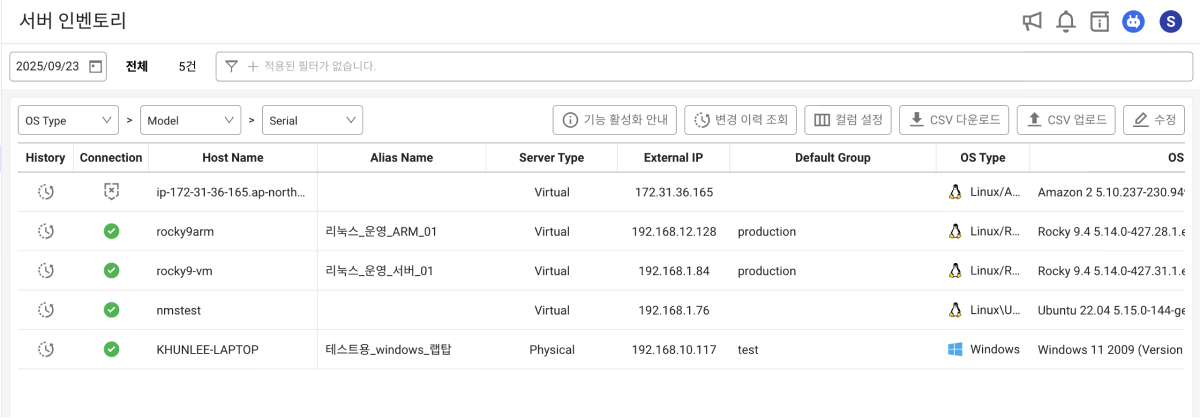 서버 인벤토리
S
2025/09/23 전체 5건 + 적용된 필터가 없습니다.
OS Type > Model > Serial 기능 활성화 안내 변경 이력 조회 컬럼 설정 CSV 다운로드 CSV 업로드 수정
History Connection Host Name Alias Name Server Type External IP Default Group OS Type OS
ip-172-31-36-165.ap-north... Virtual 172.31.36.165 Linux/A... Amazon 2 5.10.237-230.94
rocky9arm 리눅스_운영_ARM_01 Virtual 192.168.12.128 production Linux/R... Rocky 9.4 5.14.0-427.28.1.e
rocky9-vm 리눅스_운영_서버_01 Virtual 192.168.1.84 production Linux/R... Rocky 9.4 5.14.0-427.31.1.e
nmstest Virtual 192.168.1.76 Linux\U... Ubuntu 22.04 5.15.0-144-ge
KHUNLEE-LAPTOP 테스트용_windows_랩탑 Physical 192.168.10.117 test Windows Windows 11 2009 (Version